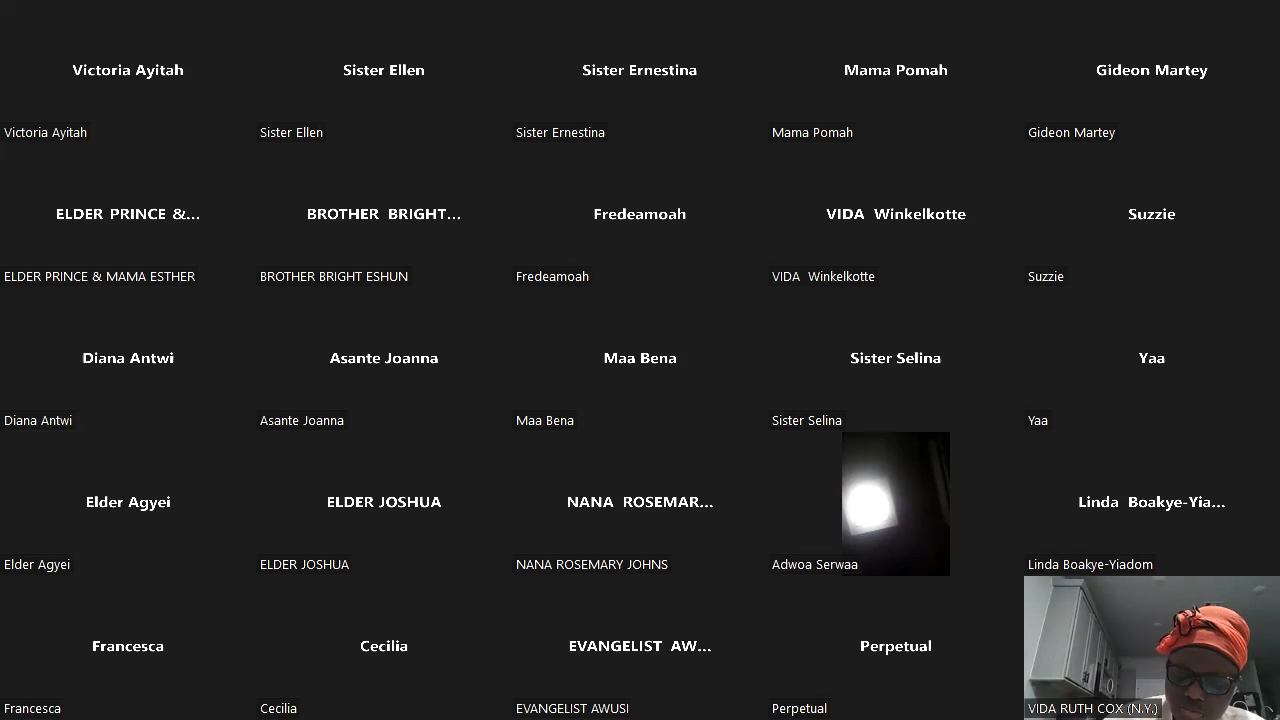 Victoria Ayitah
Sister Ellen
Sister Ernestina
Mama Pomah
Gideon Martey
Victoria Ayitah
Sister Ellen
Sister Ernestina
Mama Pomah
Gideon Martey
ELDER PRINCE &...
BROTHER BRIGHT...
Fredeamoah
VIDA Winkelkotte
Suzzie
ELDER PRINCE & MAMA ESTHER
BROTHER BRIGHT ESHUN
Fredeamoah
VIDA Winkelkotte
Suzzie
Diana Antwi
Asante Joanna
Maa Bena
Sister Selina
Yaa
Diana Antwi
Asante Joanna
Maa Bena
Sister Selina
Yaa
Elder Agyei
ELDER JOSHUA
NANA ROSEMAR...
Linda Boakye-Yia...
Elder Agyei
ELDER JOSHUA
NANA ROSEMARY JOHNS
Adwoa Serwaa
Linda Boakye-Yiadom
Francesca
Cecilia
EVANGELIST AW...
Perpetual
Francesca
Cecilia
EVANGELIST AWUSI
Perpetual
VIDA RUTH COX (N.Y.)